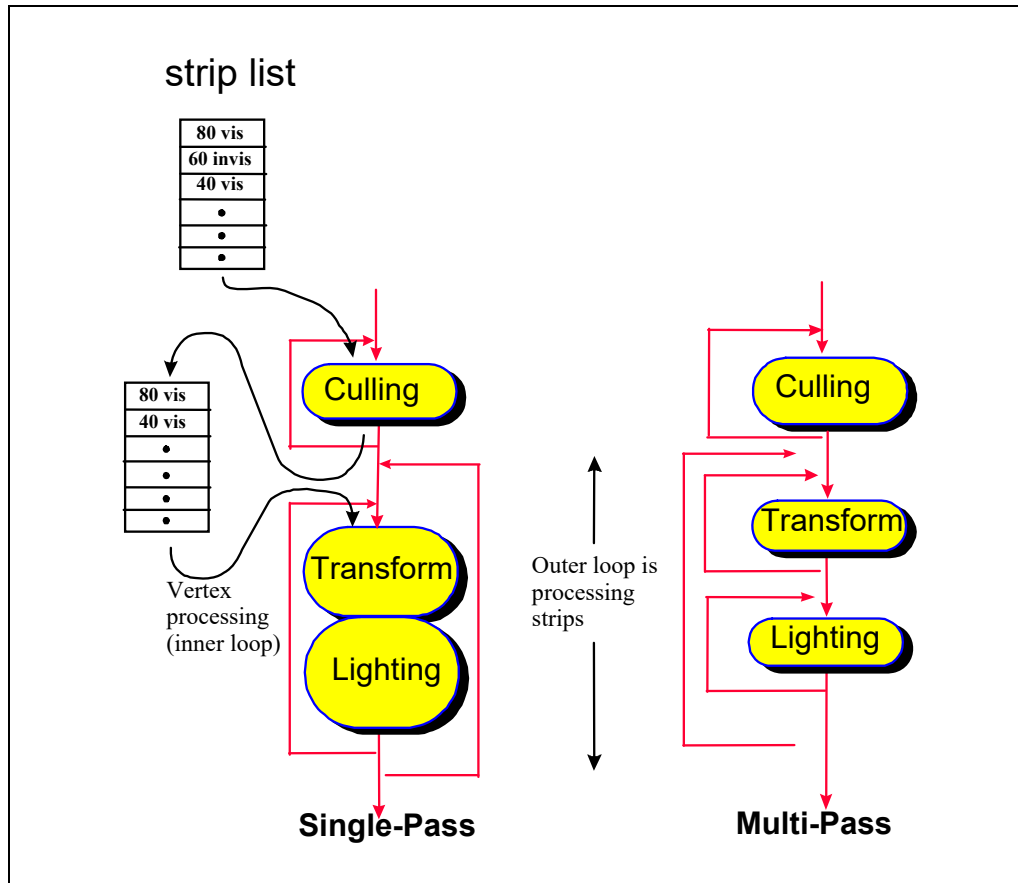 strip list
80 vis
60 invis
40 vis
Culling
80 vis
40 vis
Transform
Lighting
Vertex
processing
(inner loop)
Single-Pass
Outer loop is
processing
strips
Culling
Transform
Lighting
Multi-Pass